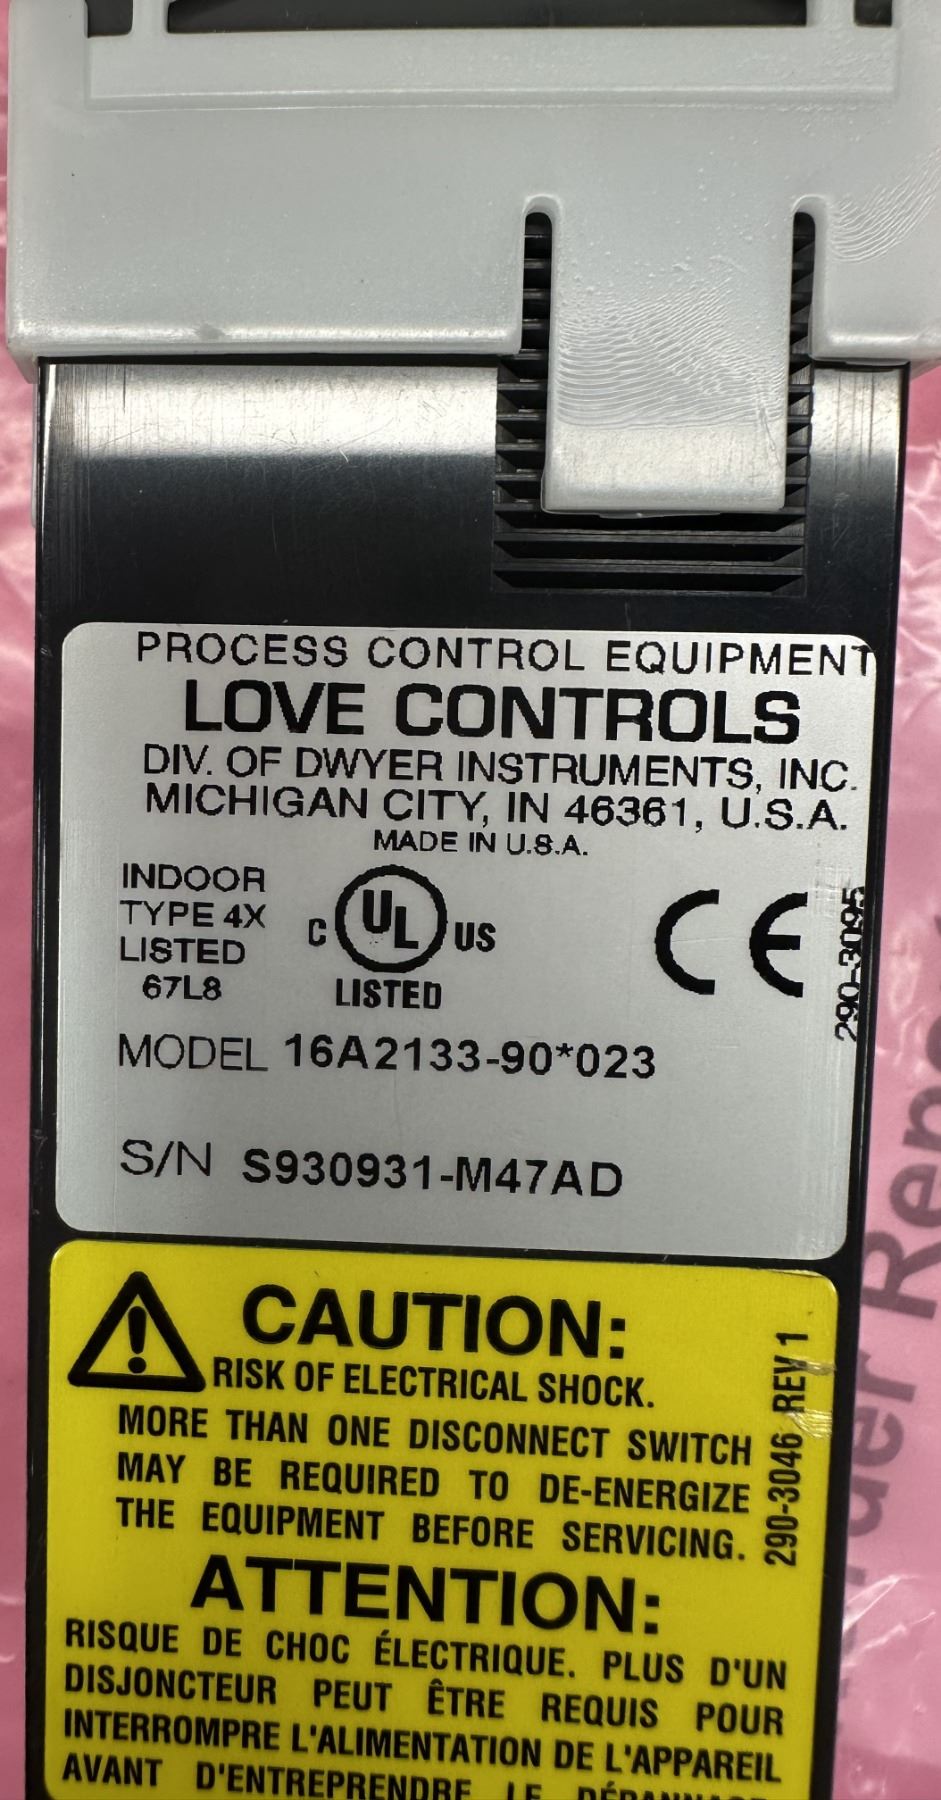 PROCESS CONTROL EQUIPMENT
LOVE CONTROLS
DIV. OF DWYER INSTRUMENTS, INC.
MICHIGAN CITY, IN 46361, U.S.A.
MADE IN U.S.A.
INDOOR
TYPE 4X
LISTED
67L8
C UL US
LISTED
CE
290-3095
MODEL 16A2133-90*023
S/N S930931-M47AD
CAUTION:
RISK OF ELECTRICAL SHOCK.
MORE THAN ONE DISCONNECT SWITCH
MAY BE REQUIRED TO DE-ENERGIZE
THE EQUIPMENT BEFORE SERVICING.
290-3046 REV 1
ATTENTION:
RISQUE DE CHOC ÉLECTRIQUE. PLUS D'UN
DISJONCTEUR PEUT ÊTRE REQUIS POUR
INTERROMPRE L'ALIMENTATION DE L'APPAREIL
AVANT D'ENTREPRENDRE LE